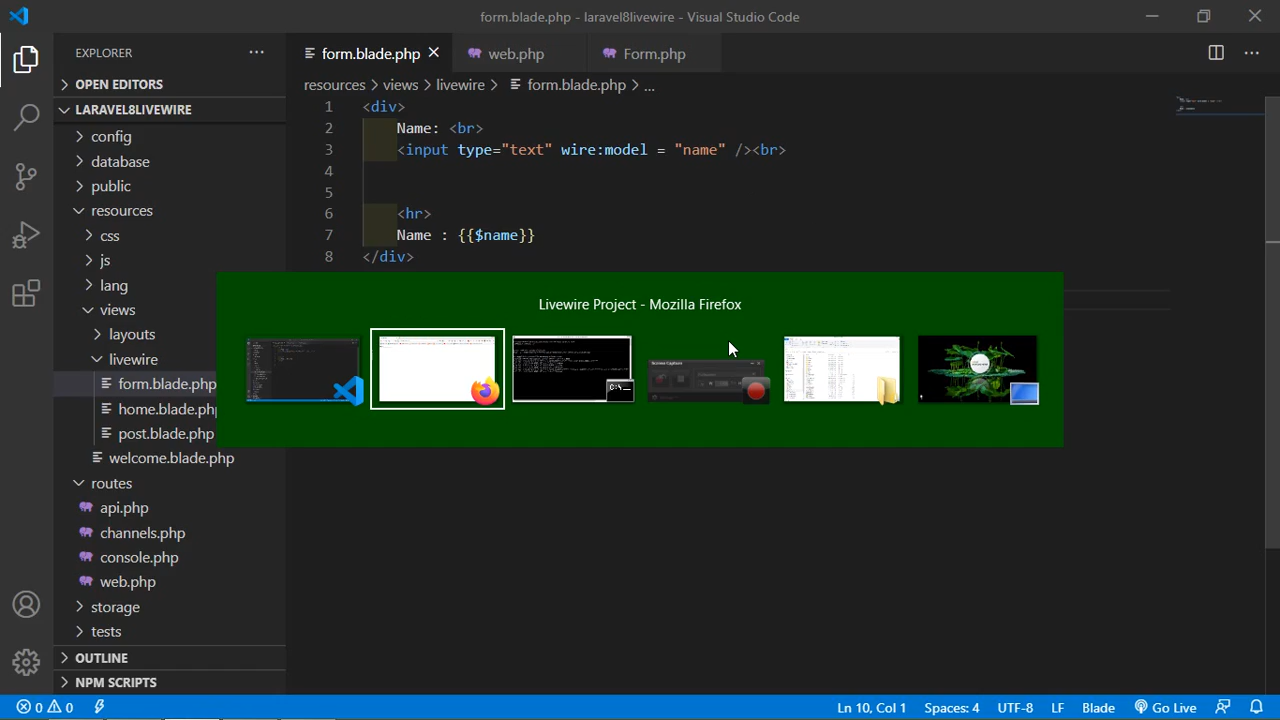 form.blade.php - laravel8livewire - Visual Studio Code
EXPLORER
form.blade.php
web.php
Form.php
OPEN EDITORS
LARAVEL8LIVEWIRE
config
database
public
resources
css
js
lang
views
layouts
livewire
form.blade.php
home.blade.php
post.blade.php
welcome.blade.php
routes
api.php
channels.php
console.php
web.php
storage
tests
OUTLINE
NPM SCRIPTS
resources > views > livewire > form.blade.php > ...
1 <div>
2 Name: <br>
3 <input type="text" wire:model = "name" /><br>
4
5
6 <hr>
7 Name : {{$name}}
8 </div>
Livewire Project - Mozilla Firefox
0 0
Ln 10, Col 1
Spaces: 4
UTF-8
LF
Blade
Go Live